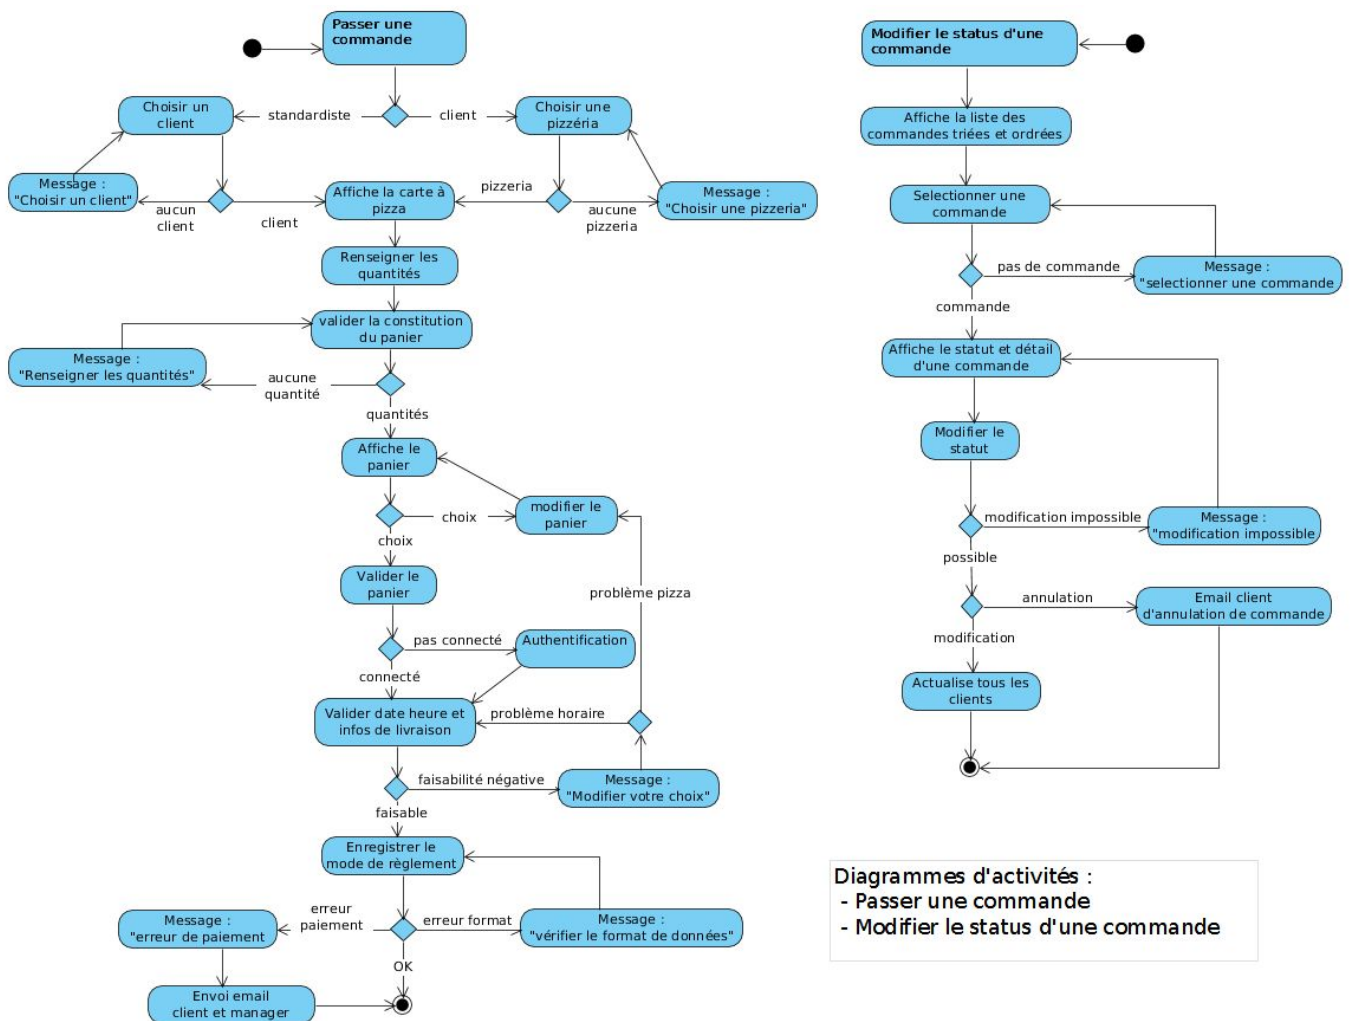 Passer une
commande
Choisir un
client
standardiste
client
Choisir une
pizzéria
Message :
"Choisir un client"
aucun
client
client
Affiche la carte à
pizza
pizzeria
aucune
pizzeria
Message :
"Choisir une pizzeria"
Renseigner les
quantités
valider la constitution
du panier
Message :
"Renseigner les quantités"
aucune
quantité
quantités
Affiche le
panier
choix
modifier le
panier
choix
Valider le
panier
problème pizza
pas connecté
Authentification
connecté
Valider date heure et
infos de livraison
problème horaire
faisabilité négative
Message :
"Modifier votre choix"
faisable
Enregistrer le
mode de règlement
erreur
paiement
Message :
"erreur de paiement
erreur format
Message :
"vérifier le format de données"
OK
Envoi email
client et manager
Modifier le status d'une
commande
Affiche la liste des
commandes triées et ordrées
Selectionner une
commande
pas de commande
Message :
"selectionner une commande
commande
Affiche le statut et détail
d'une commande
Modifier le
statut
modification impossible
Message :
"modification impossible
possible
annulation
Email client
d'annulation de commande
modification
Actualise tous les
clients
Diagrammes d'activités :
- Passer une commande
- Modifier le status d'une commande